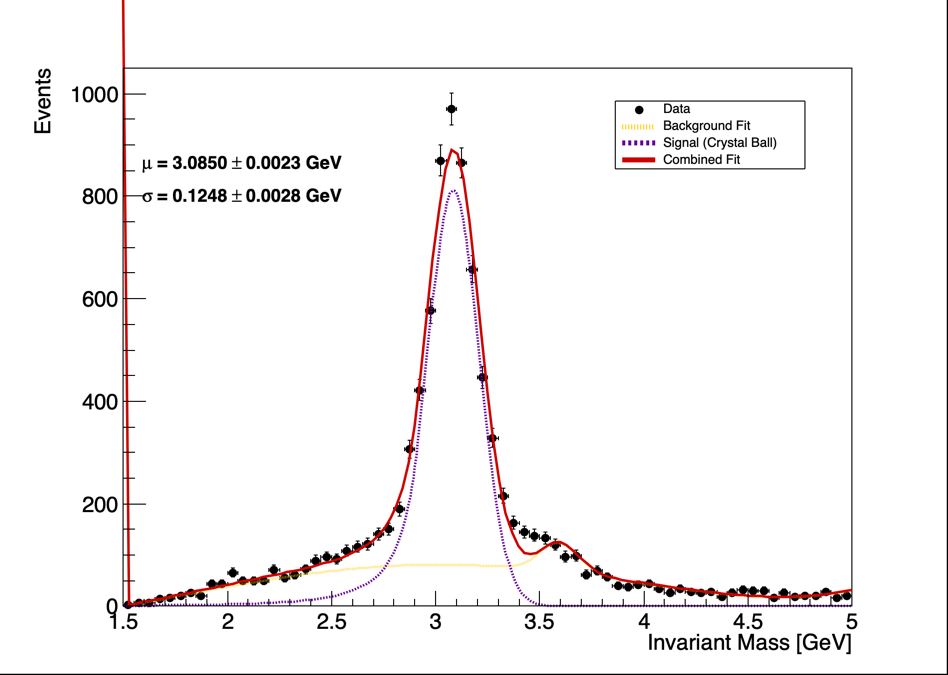 Events
1000
800
600
400
200
0
μ = 3.0850 ± 0.0023 GeV
σ = 0.1248 ± 0.0028 GeV
Data
Background Fit
Signal (Crystal Ball)
Combined Fit
1.5 2 2.5 3 3.5 4 4.5 5
Invariant Mass [GeV]